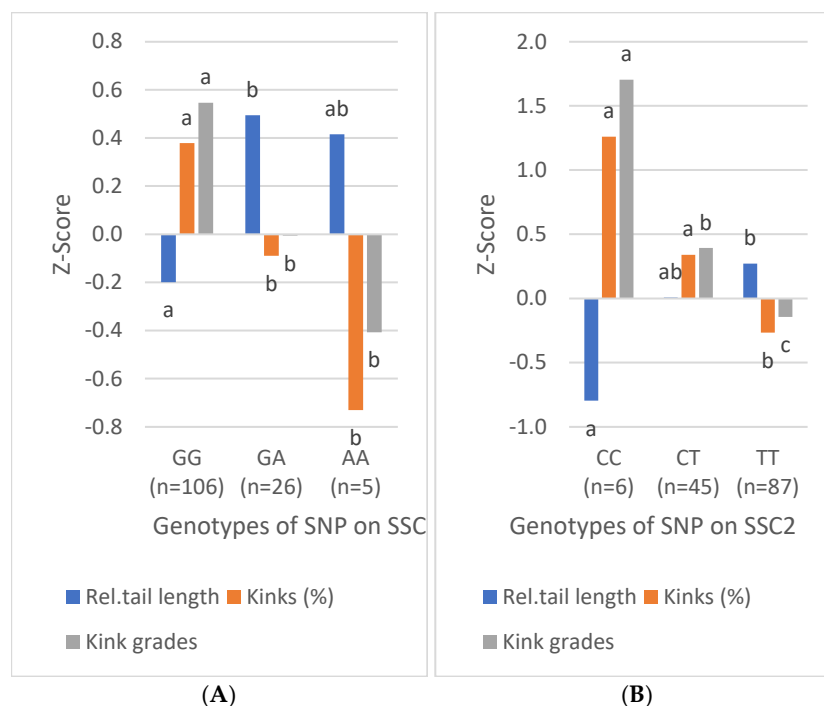 0.8
0.6
0.4
0.2
0.0
-0.2
-0.4
-0.6
-0.8
Z-Score
a
a
a
b
b
b
ab
b
b
GG
(n=106)
GA
(n=26)
AA
(n=5)
Genotypes of SNP on SSC
Rel.tail length
Kinks (%)
Kink grades
(A)
B)
2.0
1.5
1.0
0.5
0.0
-0.5
-1.0
Z-Score
a
a
a
ab
a
b
b
b
c
CC
(n=6)
CT
(n=45)
TT
(n=87)
Genotypes of SNP on SSC2
Rel.tail length
Kinks (%)
Kink grades
(B)